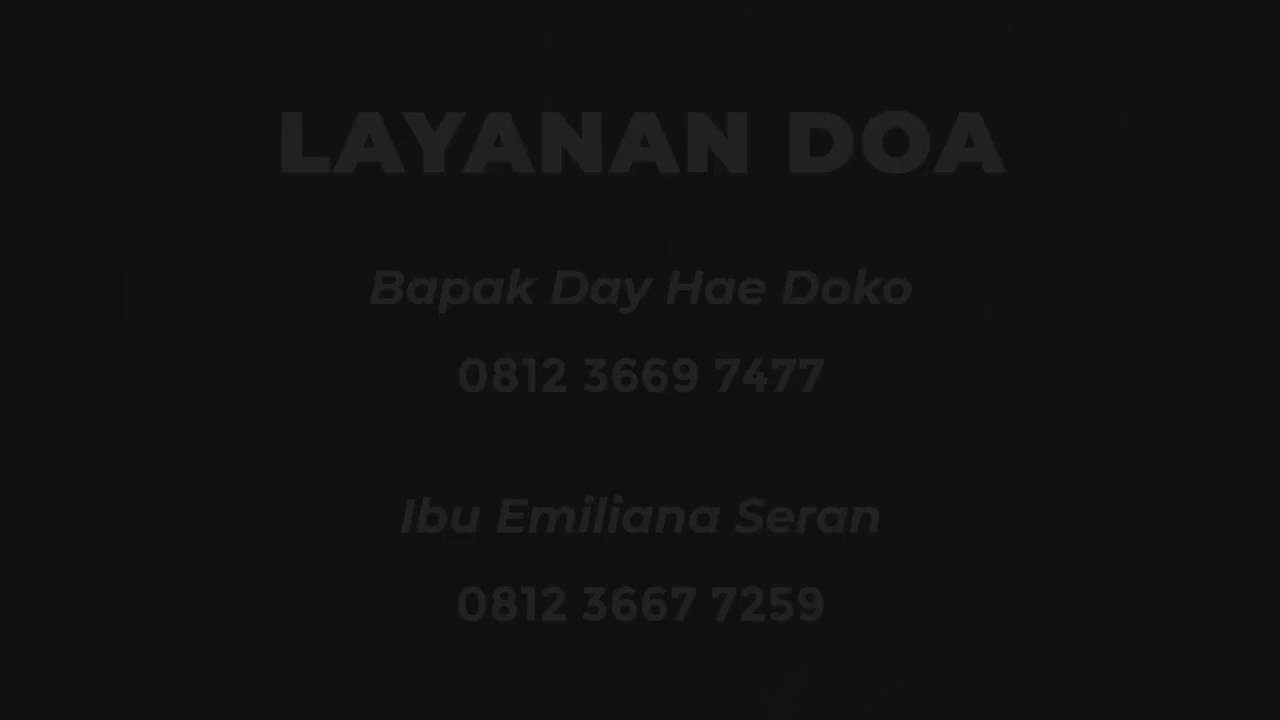 LAYANAN DOA
Bapak Day Hae Doko
0812 3669 7477
Ibu Emiliana Seran
0812 3667 7259